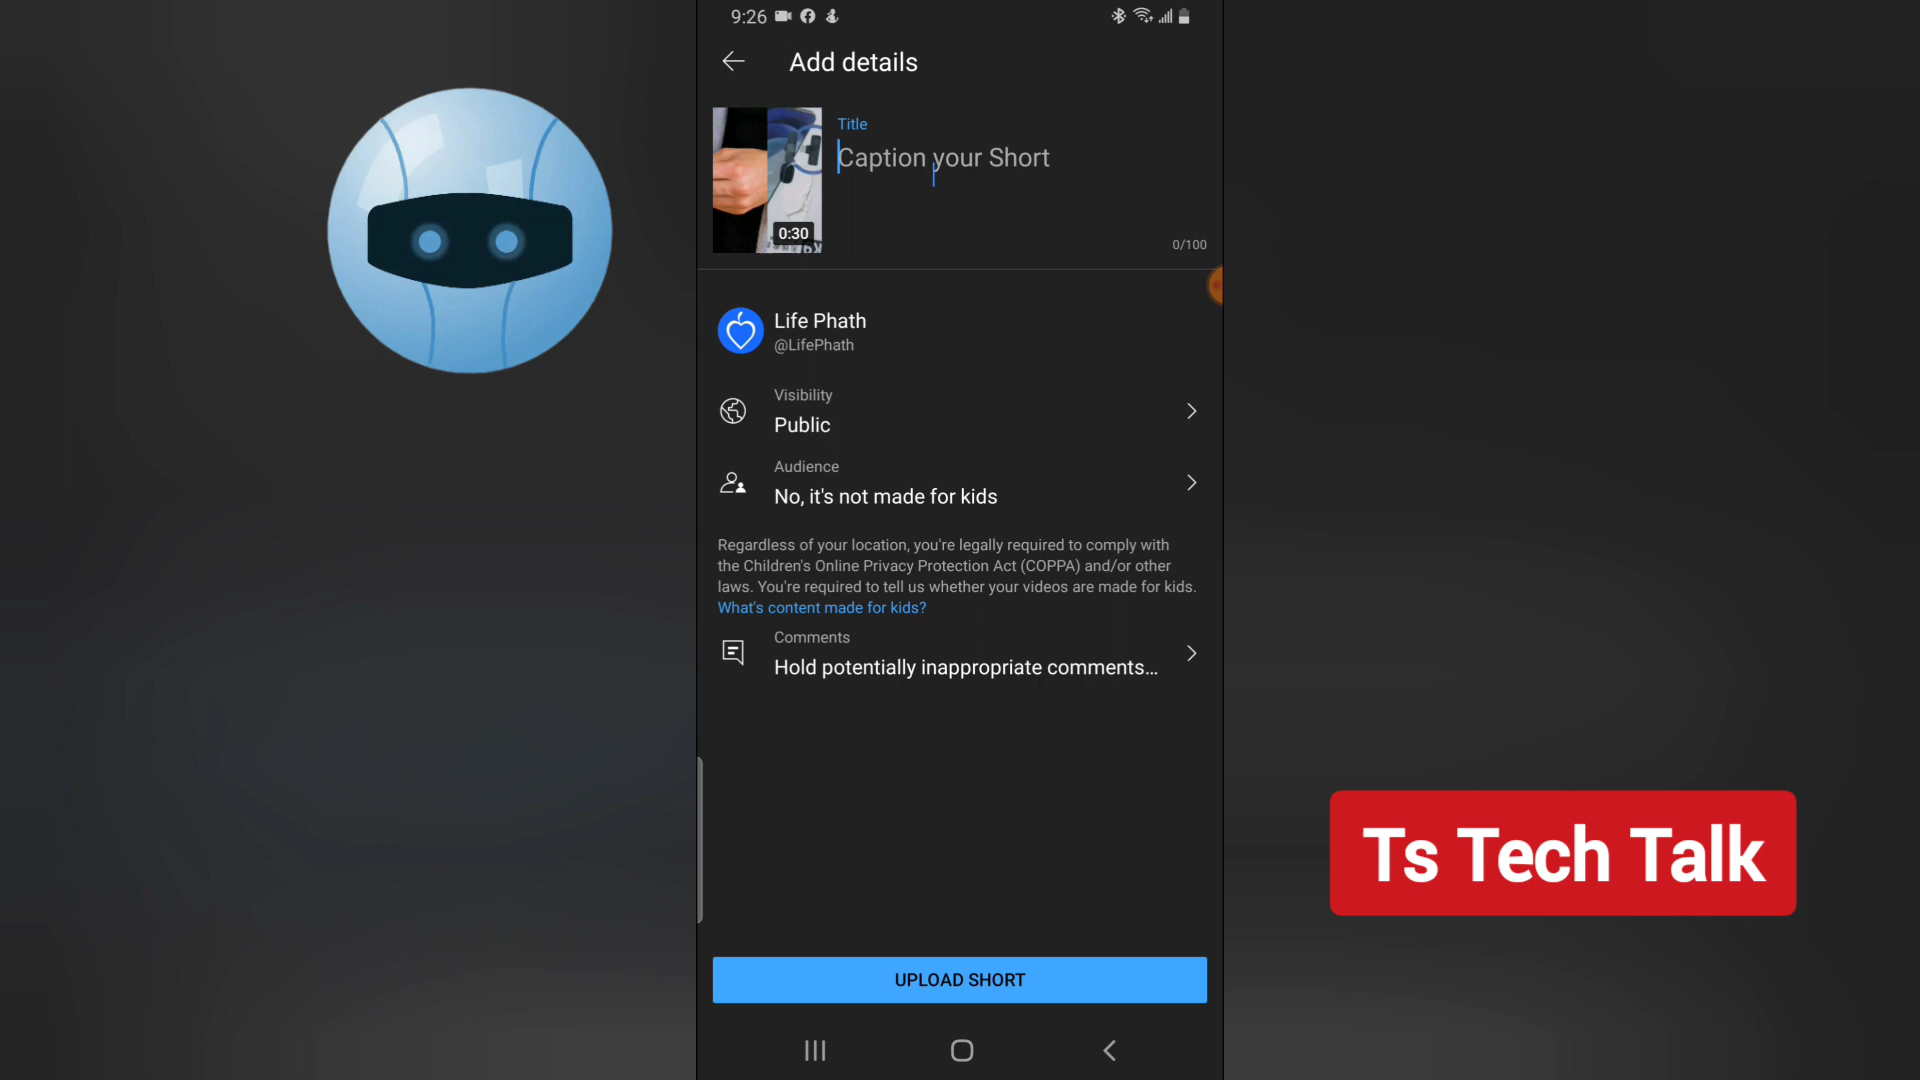 9:26
Add details
Title
Caption your Short
0:30
0/100
Life Phath
@LifePhath
Visibility
Public
Audience
No, it's not made for kids
Regardless of your location, you're legally required to comply with
the Children's Online Privacy Protection Act (COPPA) and/or other
laws. You're required to tell us whether your videos are made for kids.
What's content made for kids?
Comments
Hold potentially inappropriate comments...
Ts Tech Talk
UPLOAD SHORT